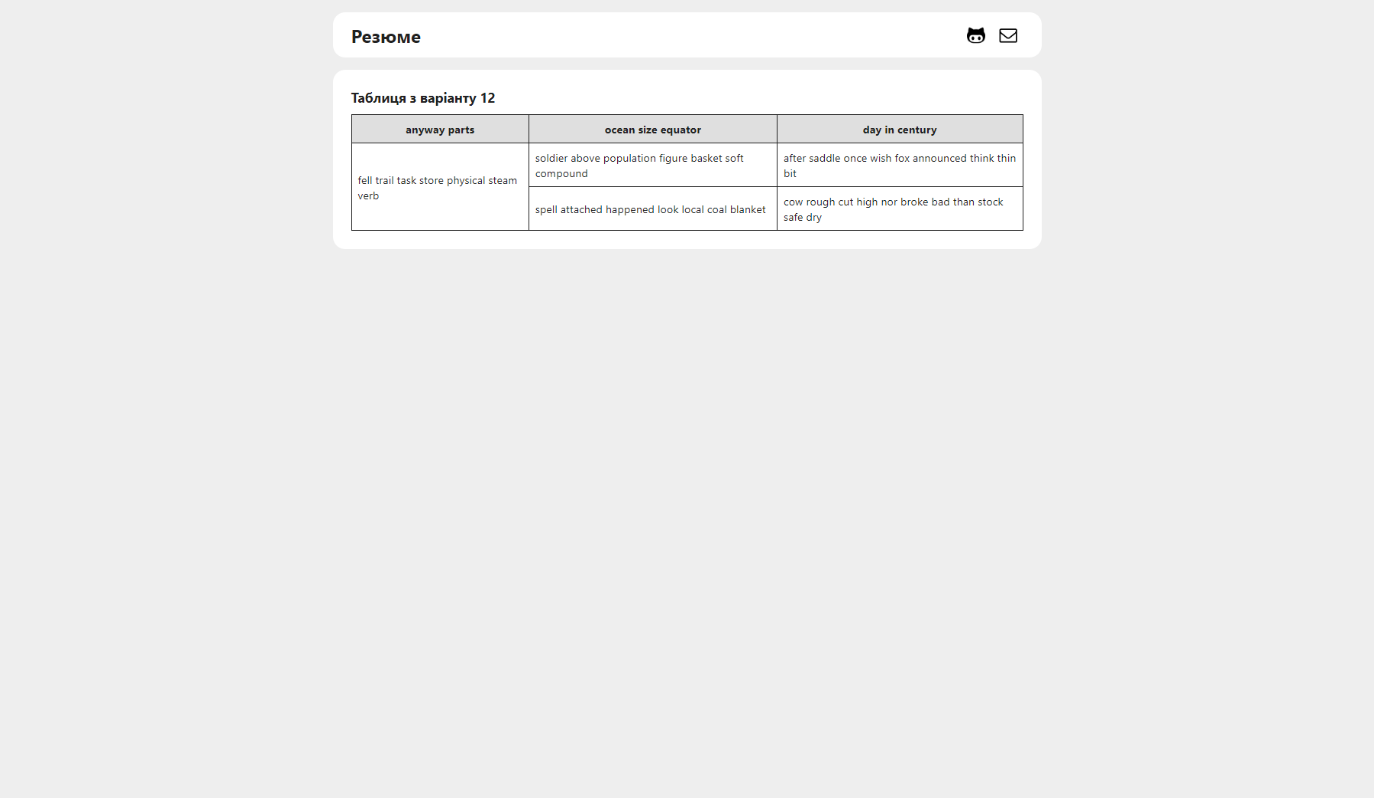 Резюме
Таблиця з варіанту 12
anyway parts
ocean size equator
day in century
fell trail task store physical steam
verb
soldier above population figure basket soft
compound
after saddle once wish fox announced think thin
bit
spell attached happened look local coal blanket
cow rough cut high nor broke bad than stock
safe dry